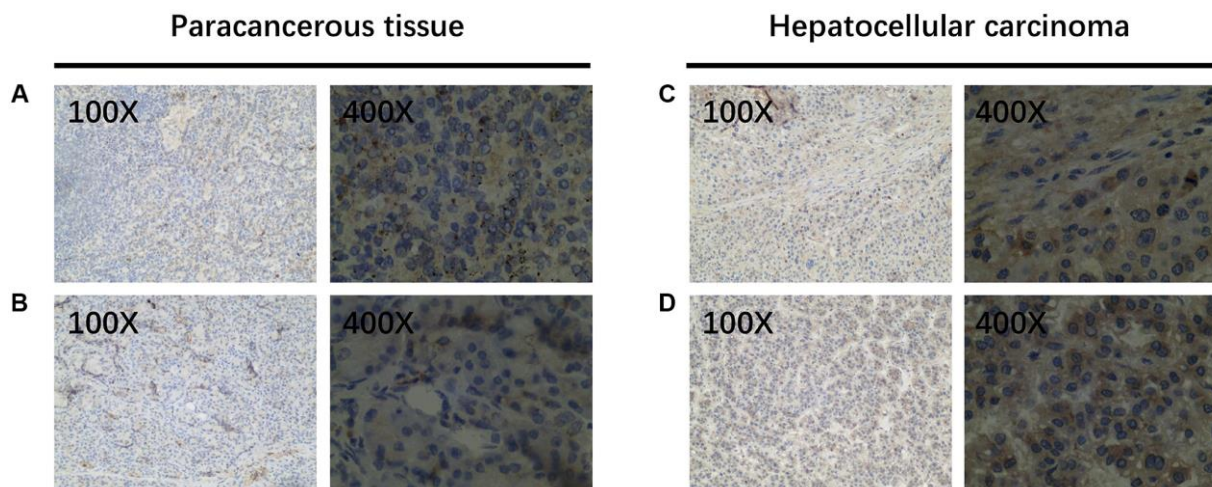 Paracancerous tissue
Hepatocellular carcinoma
A
100X
400X
C
100X
400X
B
100X
400X
D
100X
400X